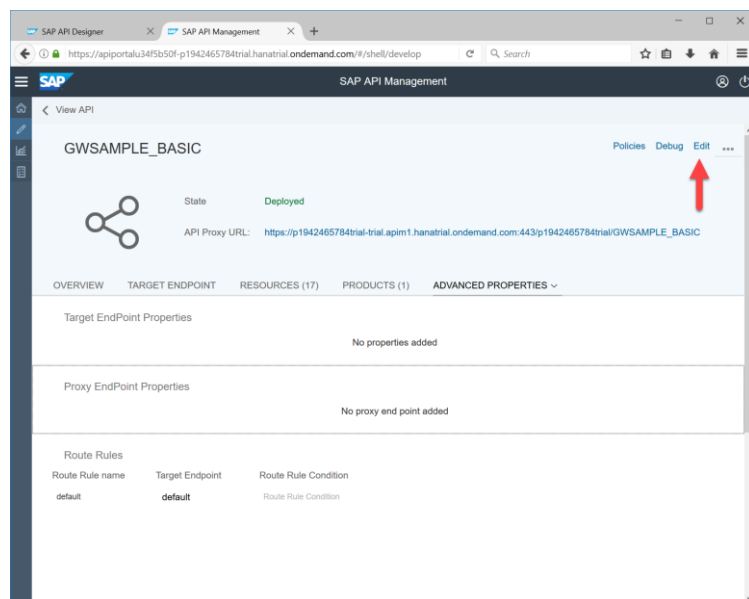 SAP API Designer
SAP API Management
https://apiportalu34f5b50f-p1942465784trial.hanatrial.ondemand.com/#/shell/develop
Search
SAP
SAP API Management
View API
GWSAMPLE_BASIC
Policies Debug Edit
State Deployed
API Proxy URL: https://p1942465784trial-trial.apim1.hanatrial.ondemand.com:443/p1942465784trial/GWSAMPLE_BASIC
OVERVIEW TARGET ENDPOINT RESOURCES (17) PRODUCTS (1) ADVANCED PROPERTIES
Target EndPoint Properties
No properties added
Proxy EndPoint Properties
No proxy end point added
Route Rules
Route Rule name Target Endpoint Route Rule Condition
default default Route Rule Condition